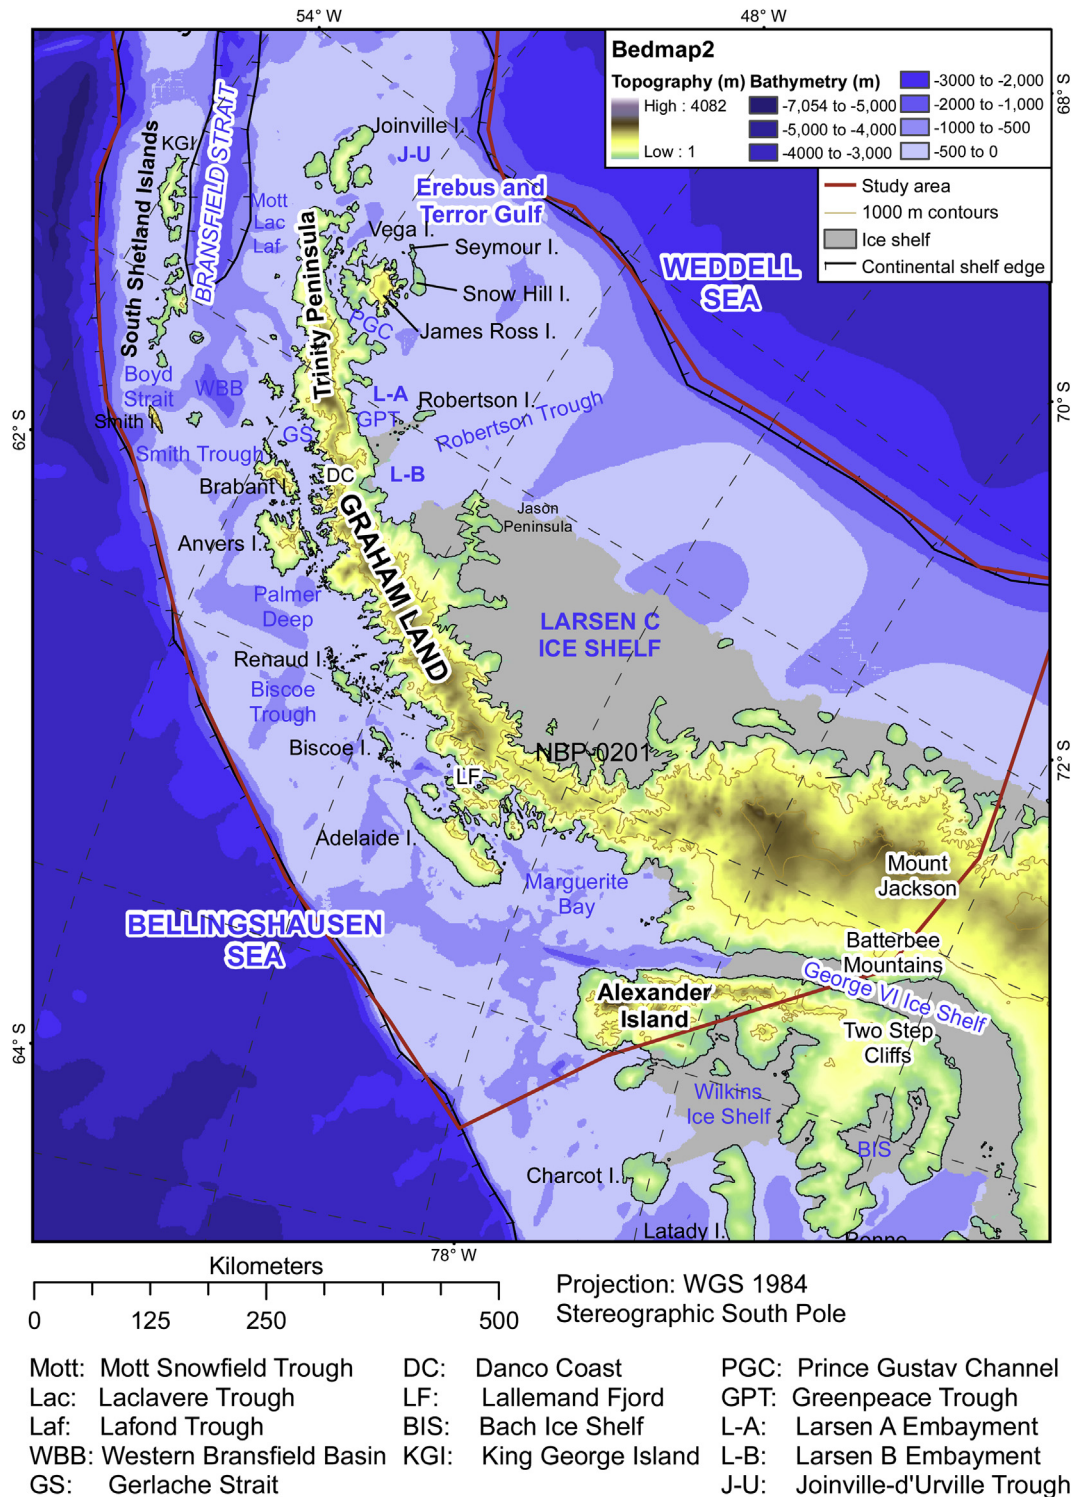 54° W
48° W
Bedmap2
Topography (m)
High : 4082
Low : 1
Bathymetry (m)
-7,054 to -5,000
-5,000 to -4,000
-4000 to -3,000
-3000 to -2,000
-2000 to -1,000
-1000 to -500
-500 to 0
Study area
1000 m contours
Ice shelf
Continental shelf edge
68° S
70° S
72° S
62° S
64° S
78° W
Joinville I.
J-U
KGI
South Shetland Islands
BRANSFIELD STRAIT
Mott
Lac
Laf
Erebus and
Terror Gulf
Vega I.
Seymour I.
Snow Hill I.
James Ross I.
WEDDELL
SEA
Trinity Peninsula
PGC
Boyd
Strait
WBB
Smith I.
L-A
GPT
Robertson I.
Robertson Trough
GS
Smith Trough
DC
L-B
Brabant I.
Jason
Peninsula
Anvers I.
GRAHAM LAND
Palmer
Deep
LARSEN C
ICE SHELF
Renaud I.
Biscoe
Trough
Biscoe I.
NBP-0201
LF
Adelaide I.
Marguerite
Bay
Mount
Jackson
BELLINGSHAUSEN
SEA
Batterbee
Mountains
George VI Ice Shelf
Alexander
Island
Two Step
Cliffs
Wilkins
Ice Shelf
BIS
Charcot I.
Latady I.
Kilometers
0 125 250 500
Projection: WGS 1984
Stereographic South Pole
Mott: Mott Snowfield Trough
Lac: Laclavere Trough
Laf: Lafond Trough
WBB: Western Bransfield Basin
GS: Gerlache Strait
DC: Danco Coast
LF: Lallemand Fjord
BIS: Bach Ice Shelf
KGI: King George Island
PGC: Prince Gustav Channel
GPT: Greenpeace Trough
L-A: Larsen A Embayment
L-B: Larsen B Embayment
J-U: Joinville-d'Urville Trough